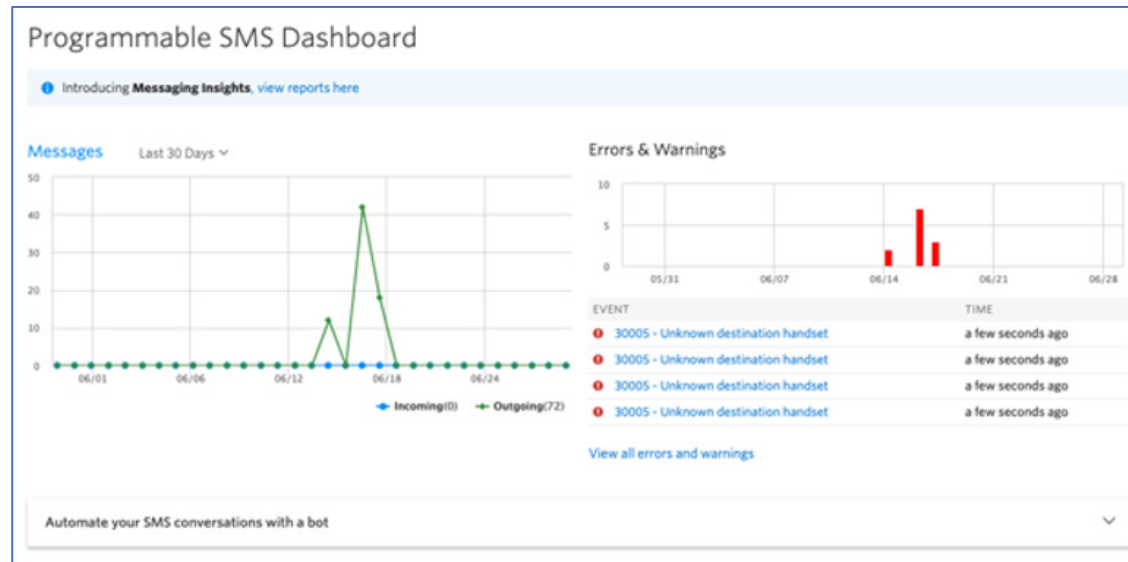 Programmable SMS Dashboard
Introducing Messaging Insights, view reports here
Messages Last 30 Days
50
40
30
20
10
0
06/01 06/06 06/12 06/18 06/24
Incoming(0) Outgoing(72)
Errors & Warnings
10
5
0
05/31 06/07 06/14 06/21 06/28
EVENT TIME
30005 - Unknown destination handset a few seconds ago
30005 - Unknown destination handset a few seconds ago
30005 - Unknown destination handset a few seconds ago
30005 - Unknown destination handset a few seconds ago
View all errors and warnings
Automate your SMS conversations with a bot